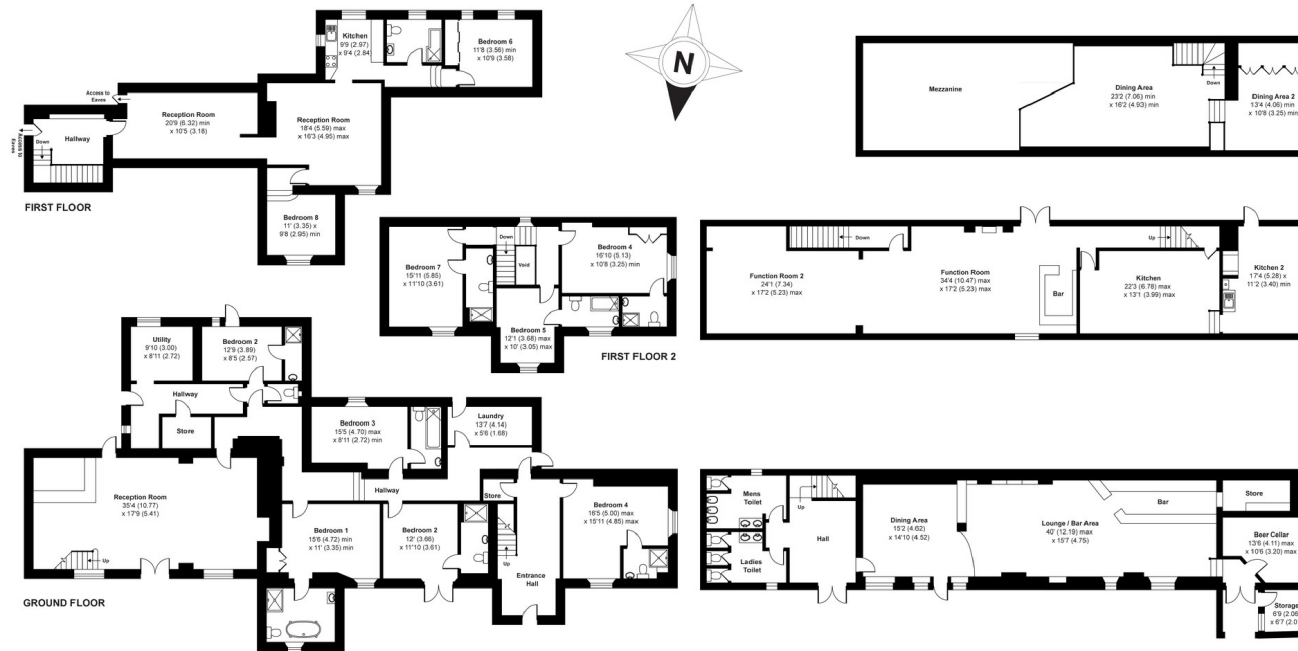 Kitchen
9'9 (2.97)
x 9'4 (2.84
Bedroom 6
11'8 (3.56) min
x 10'9 (3.58)
Access to
Eaves
Reception Room
20'9 (6.32) min
x 10'5 (3.18)
Reception Room
18'4 (5.59) max
x 16'3 (4.95) max
Hallway
Down
Access to
Eaves
FIRST FLOOR
Bedroom 8
11' (3.35) x
9'8 (2.95) min
N
Mezzanine
Dining Area
23'2 (7.06) min
x 16'2 (4.93) min
Down
Dining Area 2
13'4 (4.06) min
x 10'8 (3.25) min
Bedroom 7
15'11 (5.85)
x 11'10 (3.61)
Down
Void
Bedroom 4
16'10 (5.13)
x 10'8 (3.25) min
Bedroom 5
12'1 (3.68) max
x 10' (3.05) max
FIRST FLOOR 2
Down
Function Room 2
24'1 (7.34)
x 17'2 (5.23) max
Function Room
34'4 (10.47) max
x 17'2 (5.23) max
Bar
Up
Kitchen
22'3 (6.78) max
x 13'1 (3.99) max
Kitchen 2
17'4 (5.28) x
11'2 (3.40) min
Utility
9'10 (3.00)
x 8'11 (2.72)
Bedroom 2
12'9 (3.89)
x 8'5 (2.57)
Hallway
Store
Bedroom 3
15'5 (4.70) max
x 8'11 (2.72) min
Laundry
13'7 (4.14)
x 5'6 (1.68)
Reception Room
35'4 (10.77)
x 17'9 (5.41)
Up
Hallway
Store
Bedroom 1
15'6 (4.72) min
x 11' (3.35) min
Bedroom 2
12' (3.66)
x 11'10 (3.61)
Up
Entrance
Hall
Bedroom 4
16'5 (5.00) max
x 15'11 (4.85) max
GROUND FLOOR
Mens
Toilet
Ladies
Toilet
Up
Hall
Dining Area
15'2 (4.62)
x 14'10 (4.52)
Lounge / Bar Area
40' (12.19) max
x 15'7 (4.75)
Bar
Store
Beer Cellar
13'6 (4.11) max
x 10'6 (3.20) max
Storage
6'9 (2.06
x 6'7 (2.0